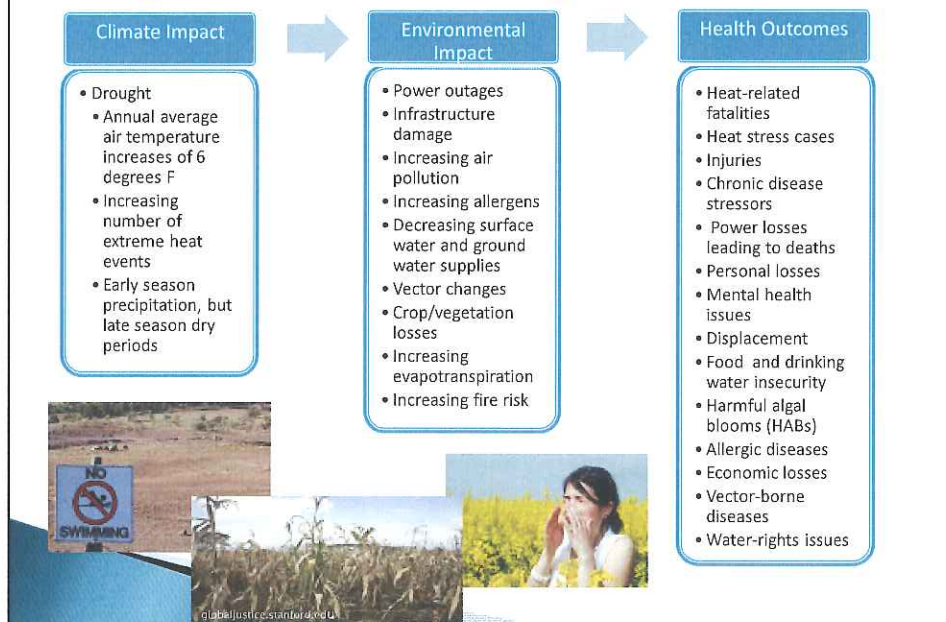 Climate Impact
• Drought
• Annual average
air temperature
increases of 6
degrees F
• Increasing
number of
extreme heat
events
• Early season
precipitation, but
late season dry
periods
Environmental
Impact
• Power outages
• Infrastructure
damage
• Increasing air
pollution
• Increasing allergens
• Decreasing surface
water and ground
water supplies
• Vector changes
• Crop/vegetation
losses
• Increasing
evapotranspiration
• Increasing fire risk
Health Outcomes
• Heat-related
fatalities
• Heat stress cases
• Injuries
• Chronic disease
stressors
• Power losses
leading to deaths
• Personal losses
• Mental health
issues
• Displacement
• Food and drinking
water insecurity
• Harmful algal
blooms (HABs)
• Allergic diseases
• Economic losses
• Vector-borne
diseases
• Water-rights issues
NO
SWIMMING
globaljustice.stanford.edu